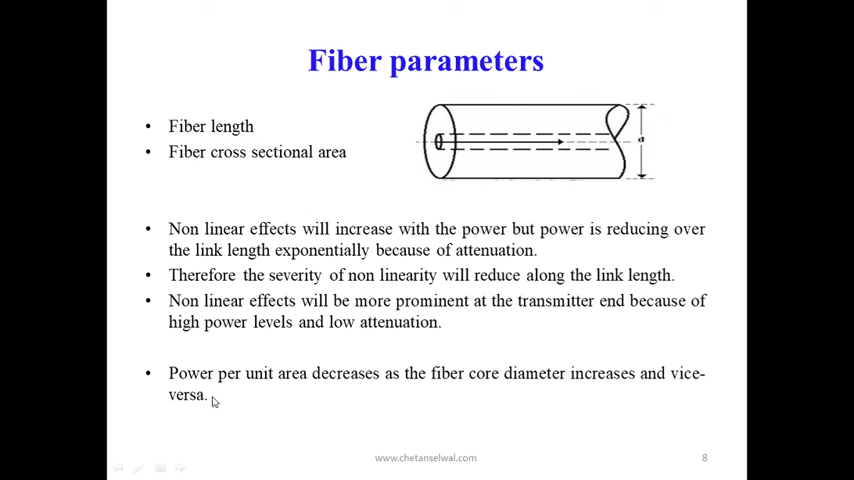 Fiber parameters
• Fiber length
• Fiber cross sectional area
d
• Non linear effects will increase with the power but power is reducing over
the link length exponentially because of attenuation.
• Therefore the severity of non linearity will reduce along the link length.
• Non linear effects will be more prominent at the transmitter end because of
high power levels and low attenuation.
• Power per unit area decreases as the fiber core diameter increases and vice-
versa.
www.chetanselwal.com
8